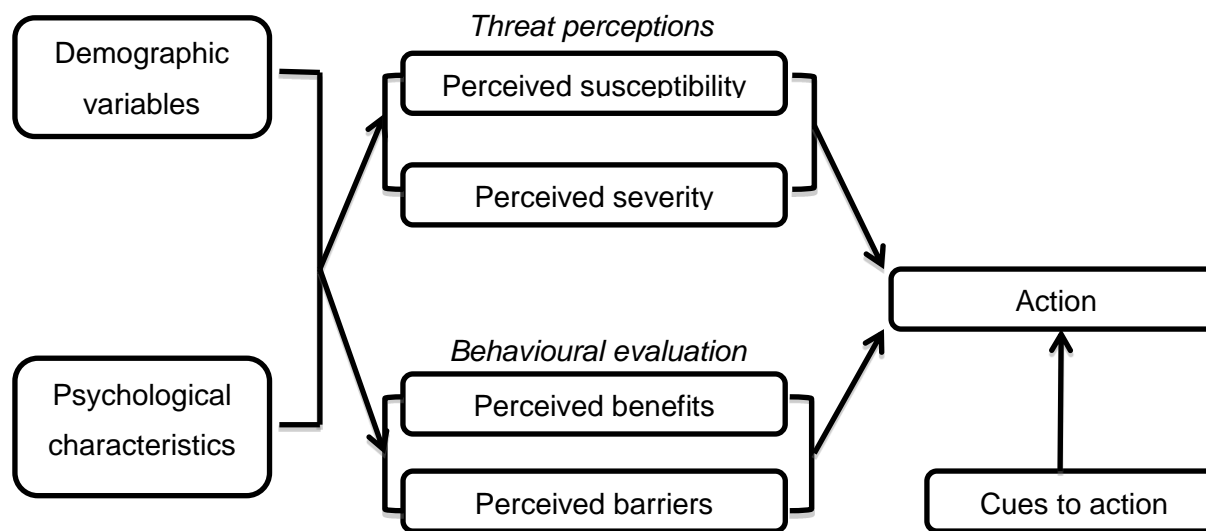 Demographic
variables
Psychological
characteristics
Threat perceptions
Perceived susceptibility
Perceived severity
Behavioural evaluation
Perceived benefits
Perceived barriers
Action
Cues to action